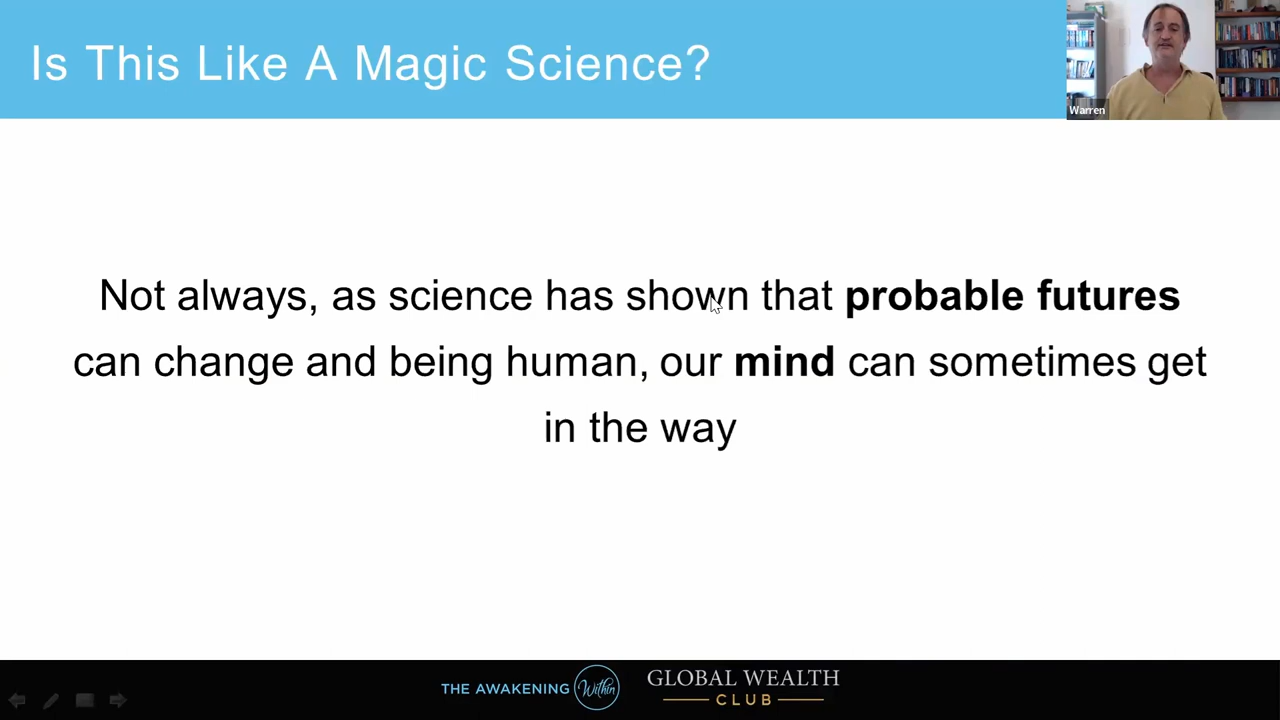 Is This Like A Magic Science?
Warren
Not always, as science has shown that probable futures
can change and being human, our mind can sometimes get
in the way
THE AWAKENING Within
GLOBAL WEALTH
CLUB